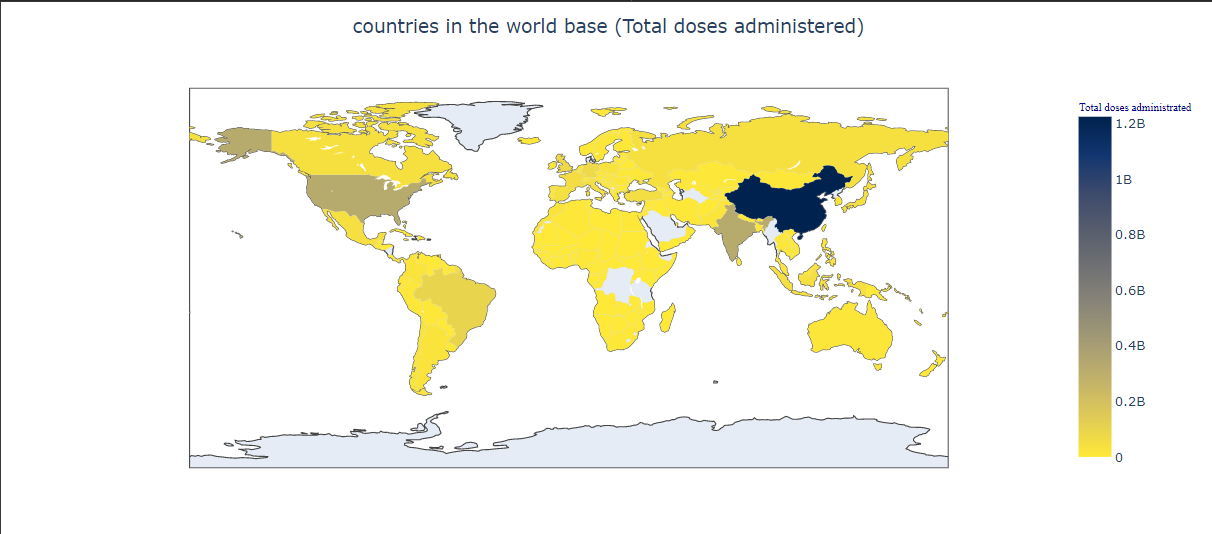 countries in the world base (Total doses administered)
Total doses administrated
1.2B
1B
0.8B
0.6B
0.4B
0.2B
0